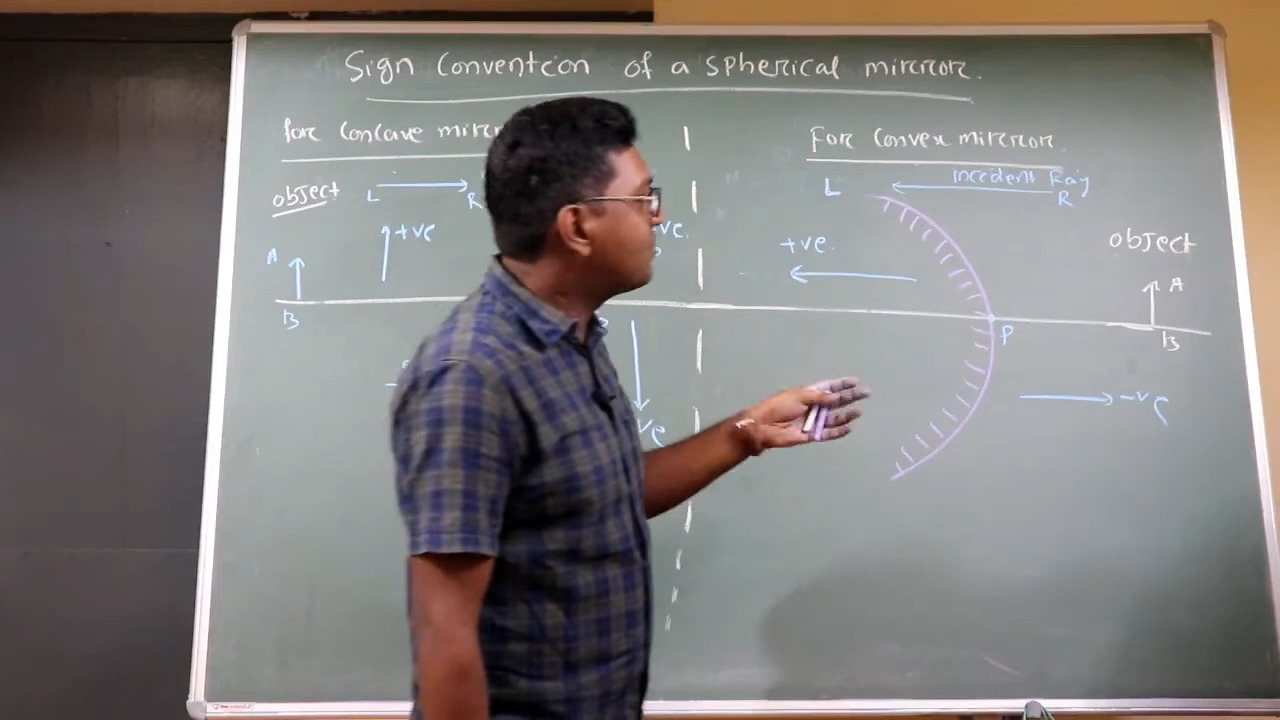 Sign Convention of a spherical mirror.
For Concave mirr
object
L
R
+ve
A
B
ve.
ve
For Convex mirror.
L
incident Ray
R
+ve.
object
A
P
B
-ve